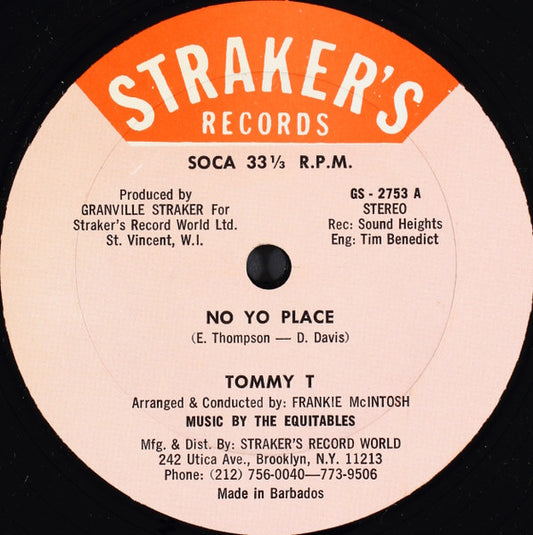 STRAKER'S
RECORDS
SOCA 33⅓ R.P.M.
Produced by
GRANVILLE STRAKER For
Straker's Record World Ltd.
St. Vincent, W.I.
GS - 2753 A
STEREO
Rec: Sound Heights
Eng: Tim Benedict
NO YO PLACE
(E. Thompson — D. Davis)
TOMMY T
Arranged & Conducted by: FRANKIE McINTOSH
MUSIC BY THE EQUITABLES
Mfg. & Dist. By: STRAKER'S RECORD WORLD
242 Utica Ave., Brooklyn, N.Y. 11213
Phone: (212) 756-0040—773-9506
Made in Barbados